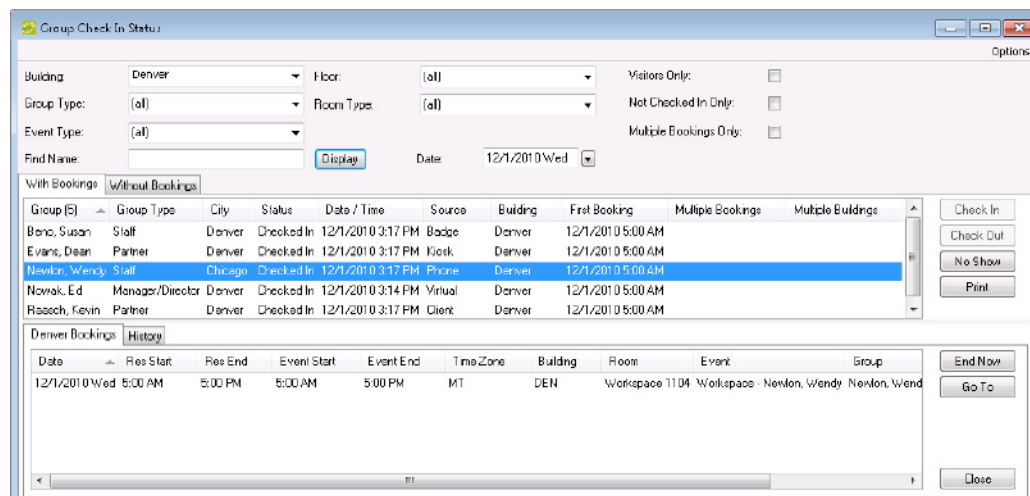 Group Check In Status
Options
Building: Denver Floor: (all) Visitors Only:
Group Type: (all) Room Type: (all) Not Checked In Only:
Event Type: (all) Multiple Bookings Only:
Find Name: Display Date: 12/1/2010 Wed
With Bookings Without Bookings
Group (5) Group Type City Status Date / Time Source Building First Booking Multiple Bookings Multiple Buildings Check In
Beno, Susan Staff Denver Checked In 12/1/2010 3:17 PM Badge Denver 12/1/2010 5:00 AM Check Out
Evans, Dean Partner Denver Checked In 12/1/2010 3:17 PM Kiosk Denver 12/1/2010 5:00 AM No Show
Newlon, Wendy Staff Chicago Checked In 12/1/2010 3:17 PM Phone Denver 12/1/2010 5:00 AM
Nowak, Ed Manager/Director Denver Checked In 12/1/2010 3:14 PM Virtual Denver 12/1/2010 5:00 AM Print
Raasch, Kevin Partner Denver Checked In 12/1/2010 3:17 PM Client Denver 12/1/2010 5:00 AM
Denver Bookings History
Date Res Start Res End Event Start Event End Time Zone Building Room Event Group End Now
12/1/2010 Wed 5:00 AM 5:00 PM 5:00 AM 5:00 PM MT DEN Workspace 1104 Workspace - Newlon, Wendy Newlon, Wend Go To
Close